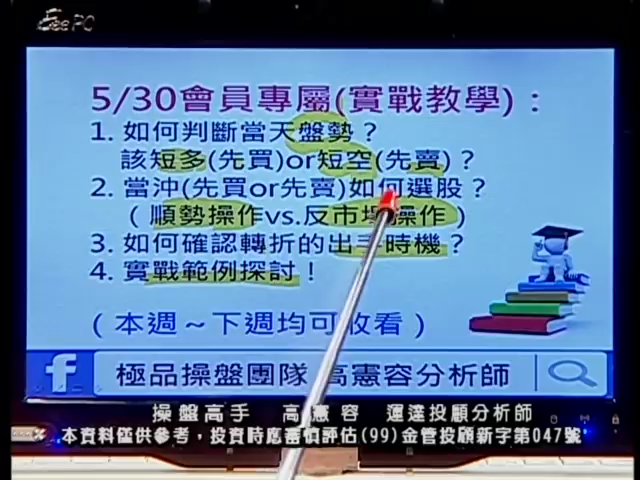 Eee PC
5/30會員專屬(實戰教學)：
1. 如何判斷當天盤勢？
該短多(先買)or短空(先賣)？
2. 當沖(先買or先賣)如何選股？
（順勢操作vs.反市場操作）
3. 如何確認轉折的出手時機？
4. 實戰範例探討！
（本週～下週均可收看）
f 極品操盤團隊 高憲容分析師
操盤高手 高憲容 運達投顧分析師
本資料僅供參考，投資時應審慎評估(99)金管投顧新字第047號